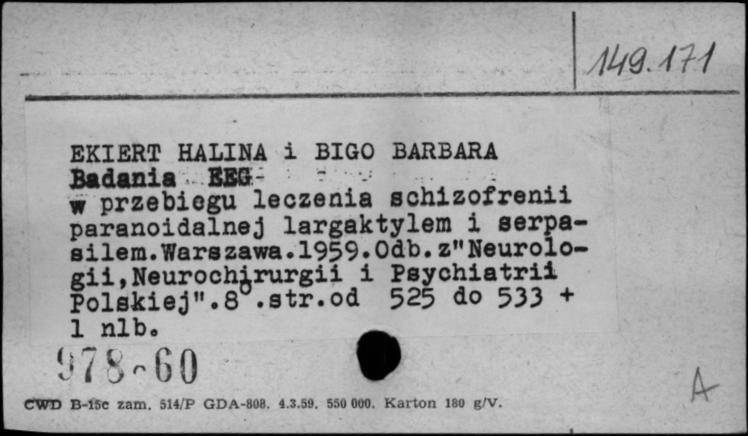 149.171
EKIERT HALINA i BIGO BARBARA
Badania EEG
w przebiegu leczenia schizofrenii
paranoidalnej largaktylem i serpa-
silem.Warszawa.1959.Odb.z"Neurolo-
gii,Neurochirurgii i Psychiatrii
Polskiej".8°.str.od 525 do 533 +
1 nlb.
978-60
A
CWD B-15c zam. 514/P GDA-808. 4.3.59. 550 000. Karton 180 g/V.